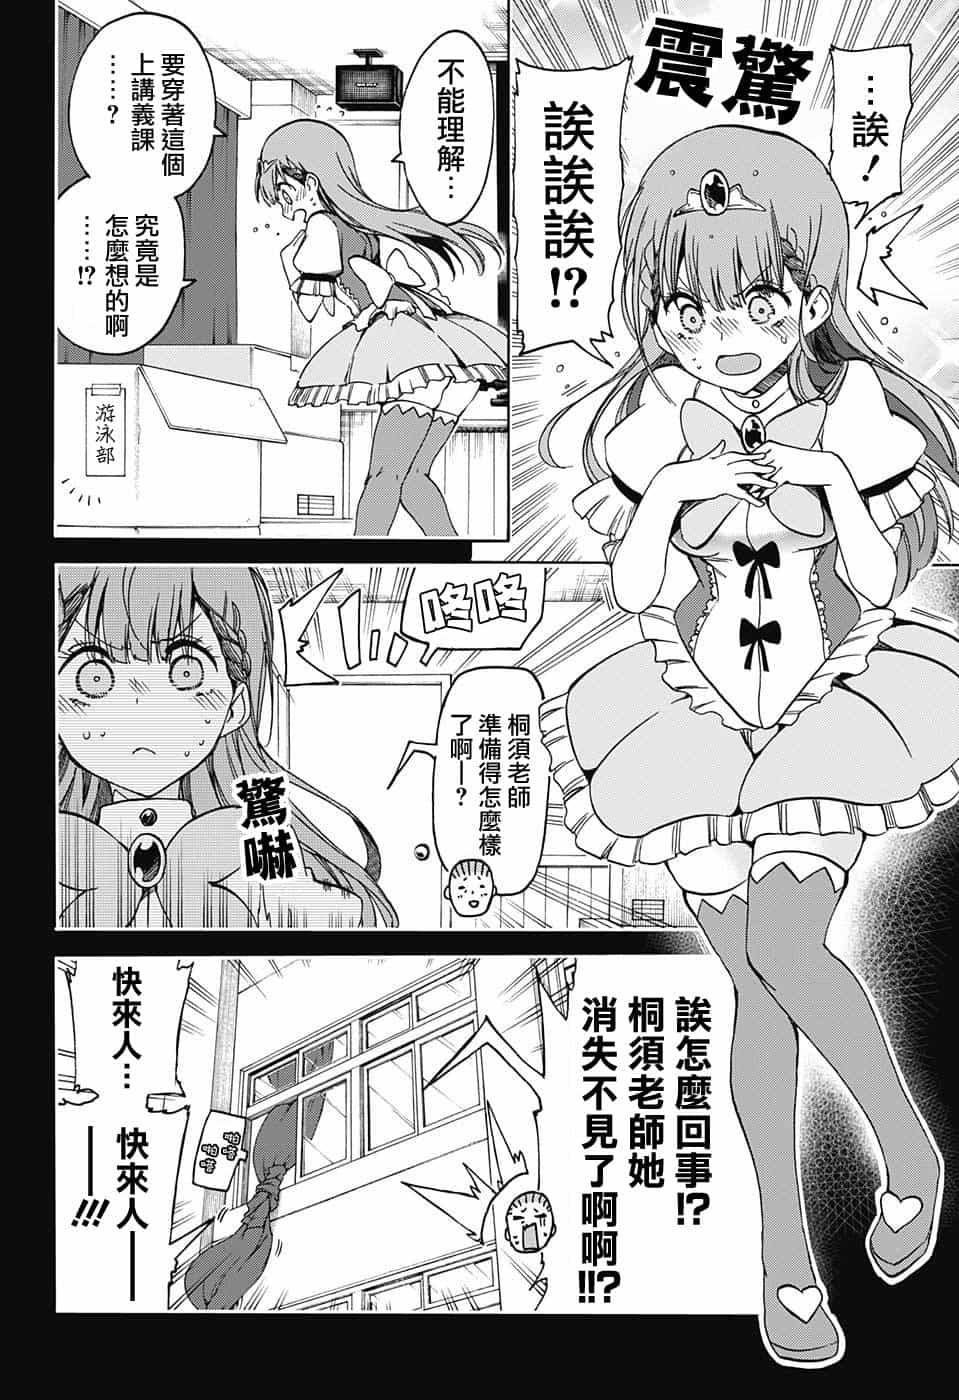 …誒！
驚
震
誒誒誒!?
不能理解…
要穿著這個
上講義課
……？
究竟是
怎麼想的啊
……!?
游泳部
咚咚
桐須老師
準備得怎麼樣
了啊ー？
驚嚇
誒怎麼回事!?
桐須老師她
消失不見了啊啊!!?
啪嗒
啪嗒
快來人…
快來人ー
ー!!!